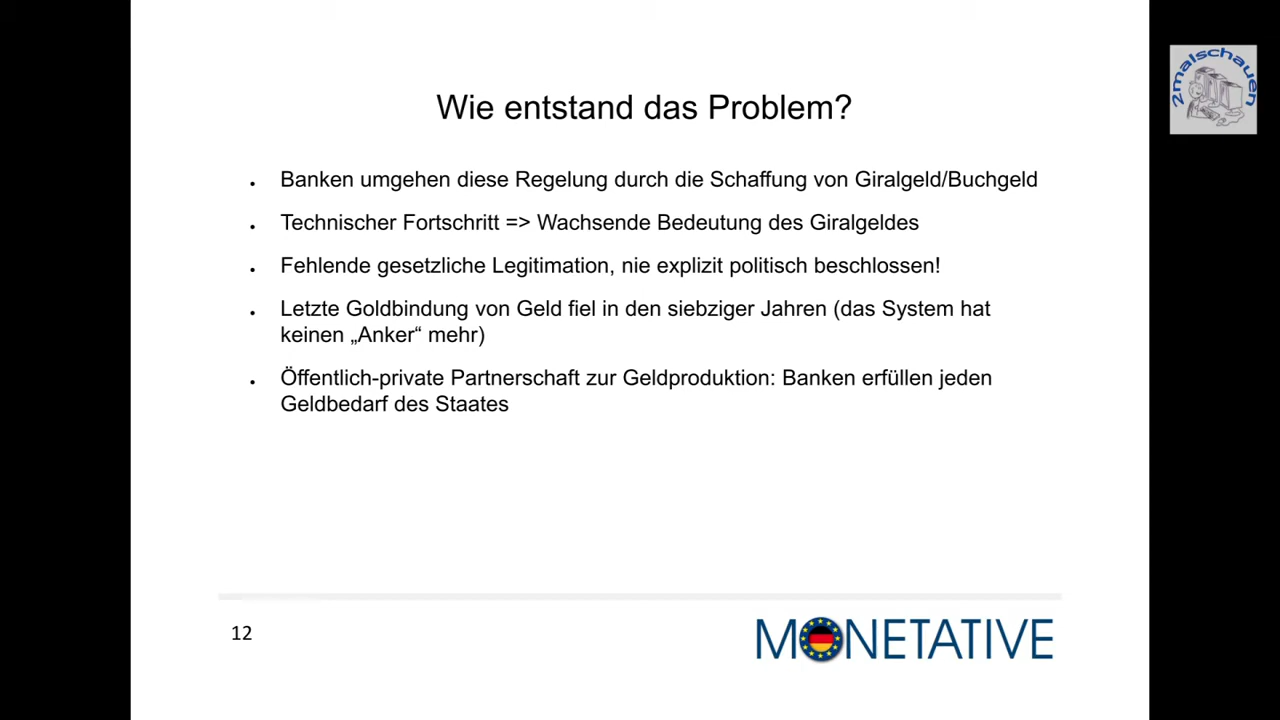 Wie entstand das Problem?
• Banken umgehen diese Regelung durch die Schaffung von Giralgeld/Buchgeld
• Technischer Fortschritt => Wachsende Bedeutung des Giralgeldes
• Fehlende gesetzliche Legitimation, nie explizit politisch beschlossen!
• Letzte Goldbindung von Geld fiel in den siebziger Jahren (das System hat
keinen „Anker“ mehr)
• Öffentlich-private Partnerschaft zur Geldproduktion: Banken erfüllen jeden
Geldbedarf des Staates
12
MONETATIVE
2malschauen